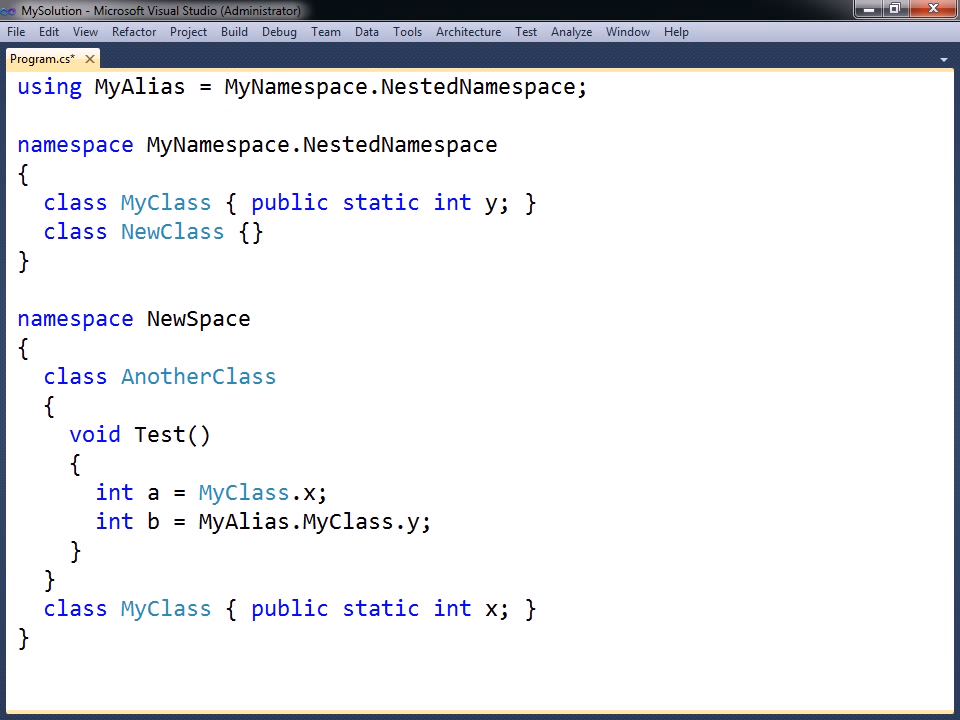 MySolution - Microsoft Visual Studio (Administrator)
File Edit View Refactor Project Build Debug Team Data Tools Architecture Test Analyze Window Help
Program.cs*
using MyAlias = MyNamespace.NestedNamespace;
namespace MyNamespace.NestedNamespace
{
class MyClass { public static int y; }
class NewClass {}
}
namespace NewSpace
{
class AnotherClass
{
void Test()
{
int a = MyClass.x;
int b = MyAlias.MyClass.y;
}
}
class MyClass { public static int x; }
}